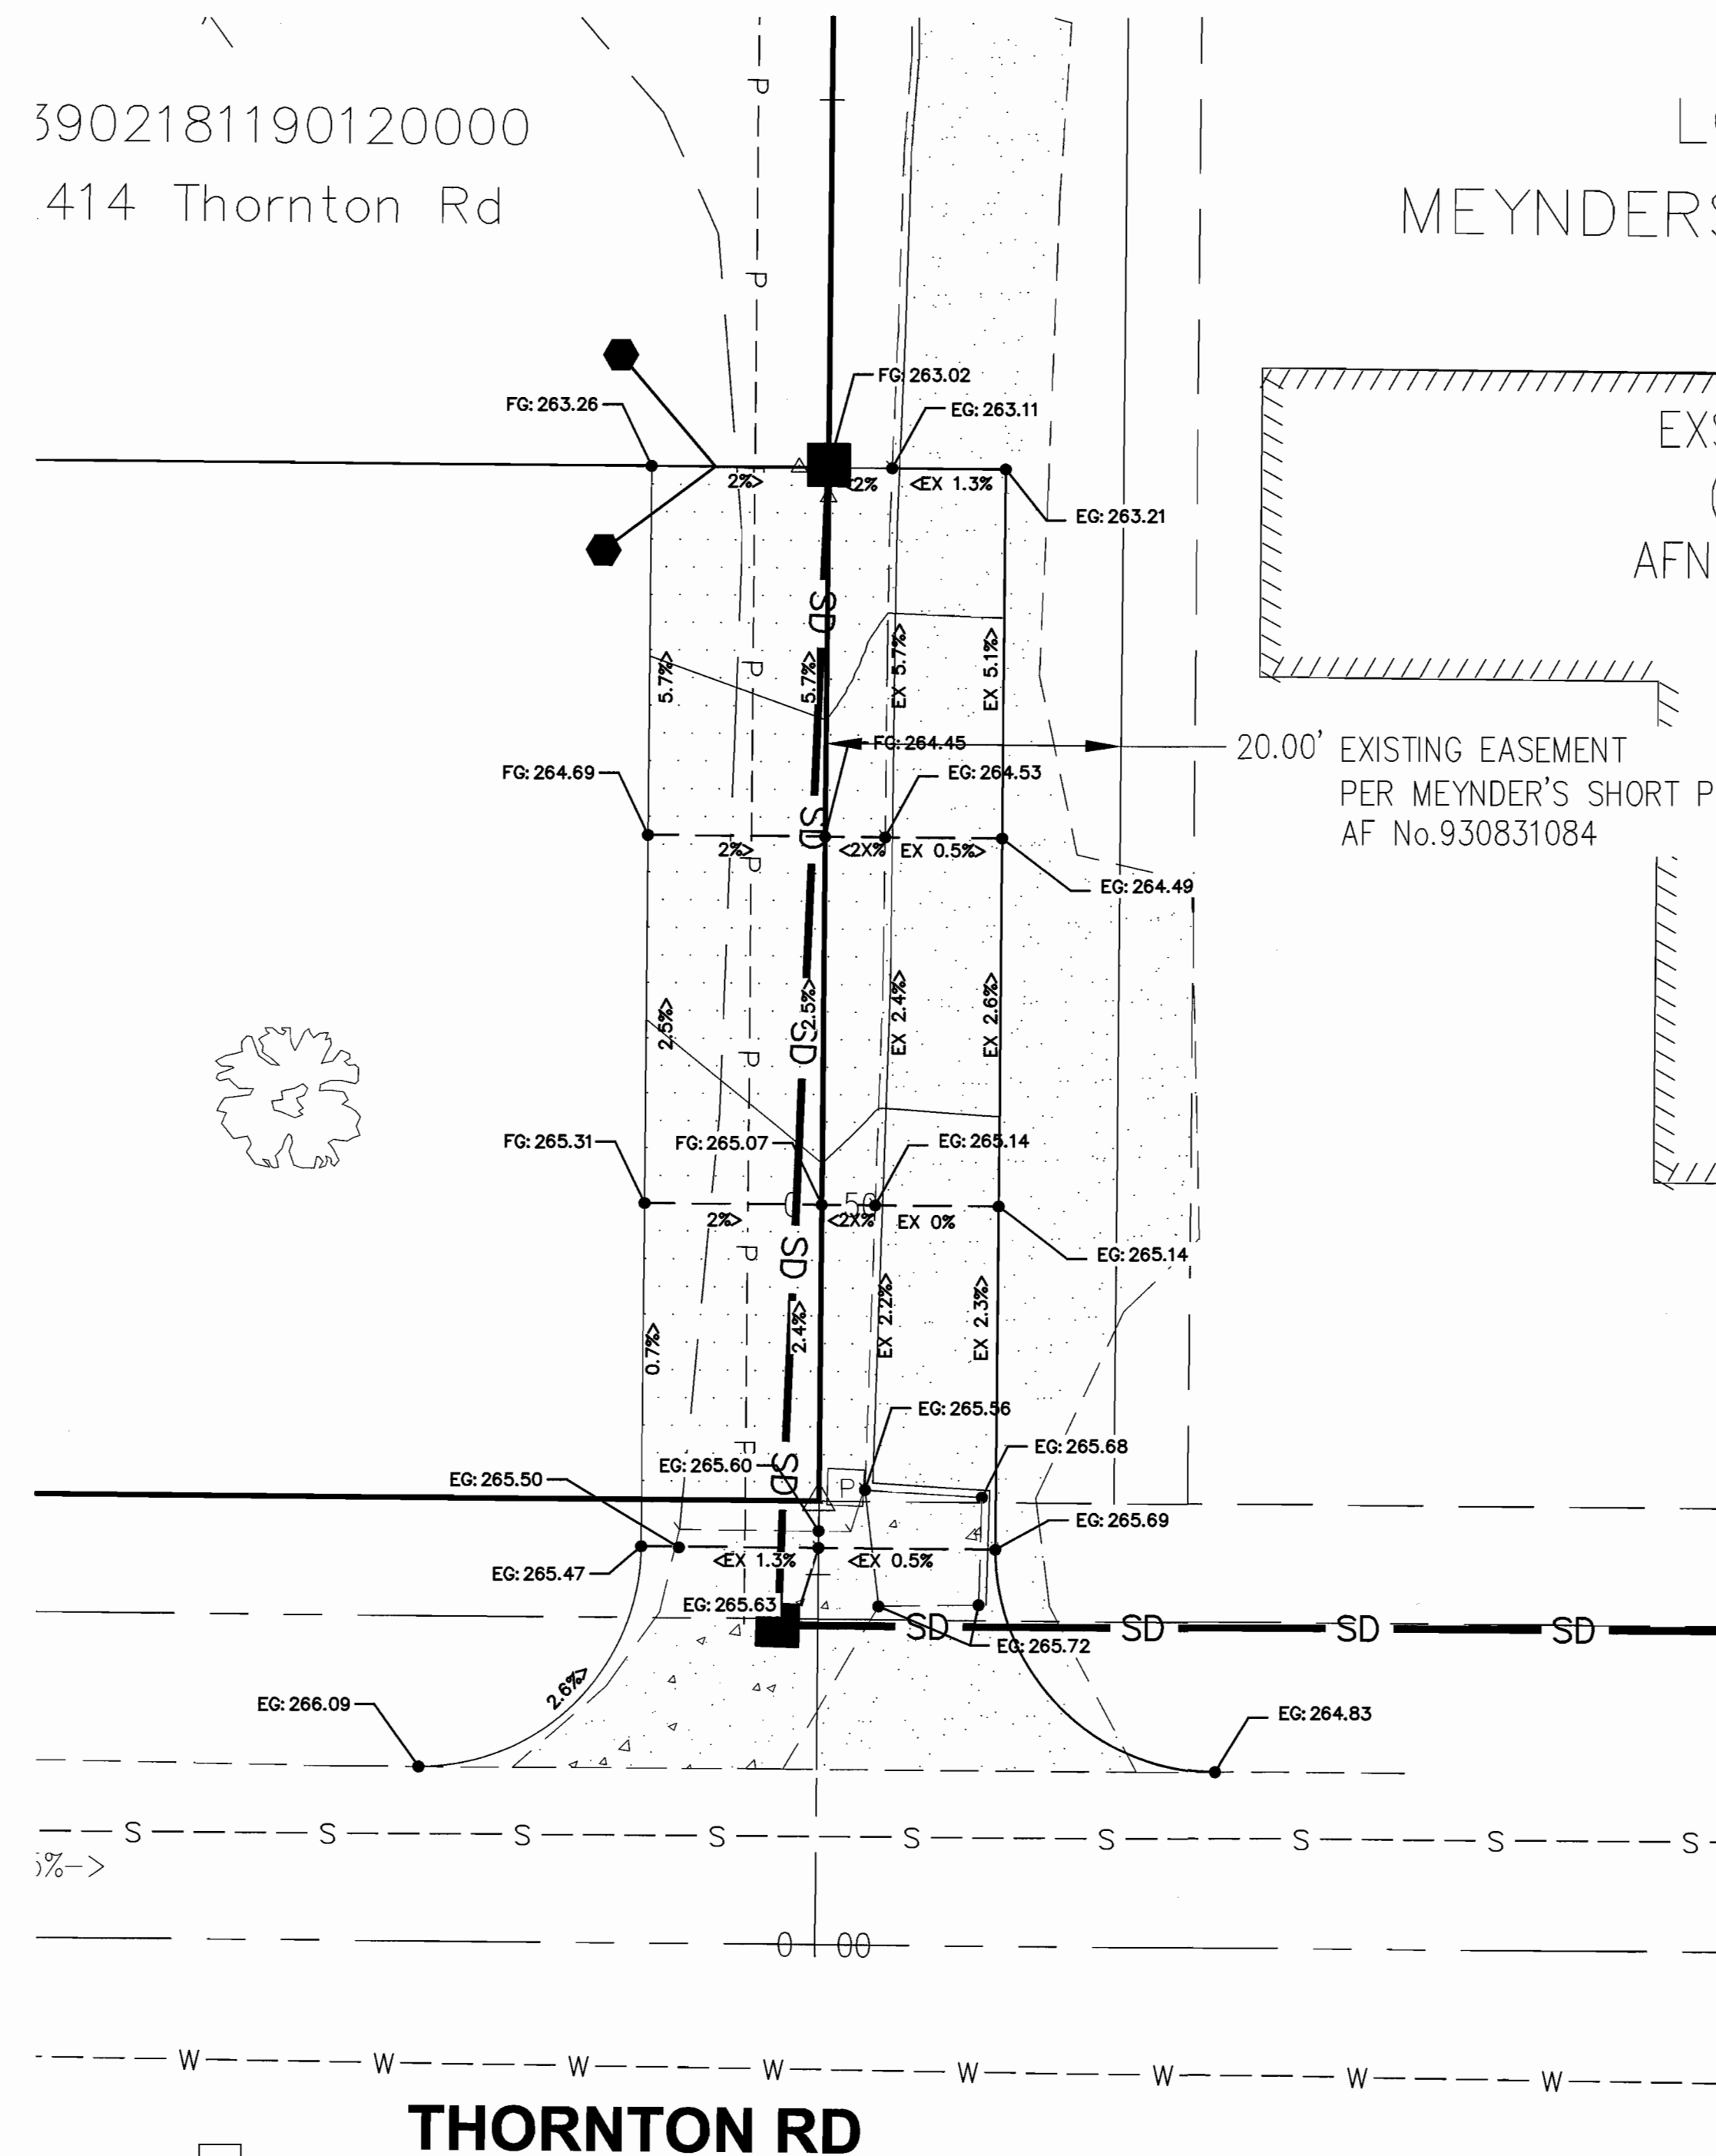 3902181190120000
414 Thornton Rd
MEYNDERS
FG: 263.02
FG: 263.26
EG: 263.11
2%>
<2%
<EX 1.3%
EG: 263.21
EXS
AFN
SD
5.7%>
5.7%>
EX 5.7%>
EX 5.1%>
P
P
P
P
P
P
P
FG: 264.45
20.00' EXISTING EASEMENT
PER MEYNDER'S SHORT P
AF No.930831084
FG: 264.69
EG: 264.53
SD
2%>
<2X%
EX 0.5%>
EG: 264.49
2.5%>
2.5%>
EX 2.4%>
EX 2.6%>
SD
FG: 265.31
FG: 265.07
EG: 265.14
0 50
2%>
<2X%
EX 0%
EG: 265.14
SD
0.7%>
2.4%>
EX 2.2%>
EX 2.3%>
EG: 265.56
EG: 265.68
EG: 265.60
EG: 265.50
SD
P
EG: 265.69
<EX 1.3%
<EX 0.5%
EG: 265.47
EG: 265.63
SD SD SD SD
EG: 265.72
2.6%>
EG: 266.09
EG: 264.83
S S S S S S S S S
%->
0 00
W W W W W W W W
THORNTON RD